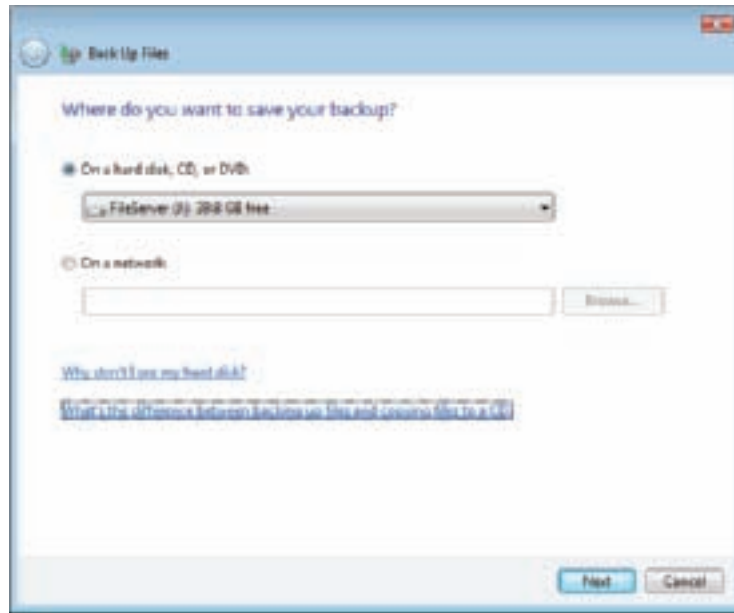 Back Up Files
Where do you want to save your backup?
On a hard disk, CD, or DVD:
FileServer GB free
On a network:
Browse...
Why don't I see my hard disk?
What's the difference between backing up files and copying files to a CD?
Next
Cancel